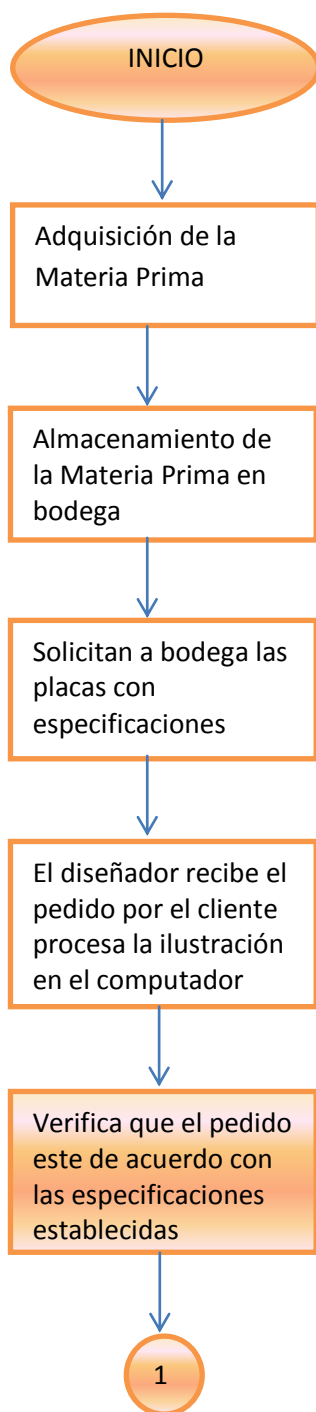 INICIO
Adquisición de la
Materia Prima
Almacenamiento de
la Materia Prima en
bodega
Solicitan a bodega las
placas con
especificaciones
El diseñador recibe el
pedido por el cliente
procesa la ilustración
en el computador
Verifica que el pedido
este de acuerdo con
las especificaciones
establecidas
1